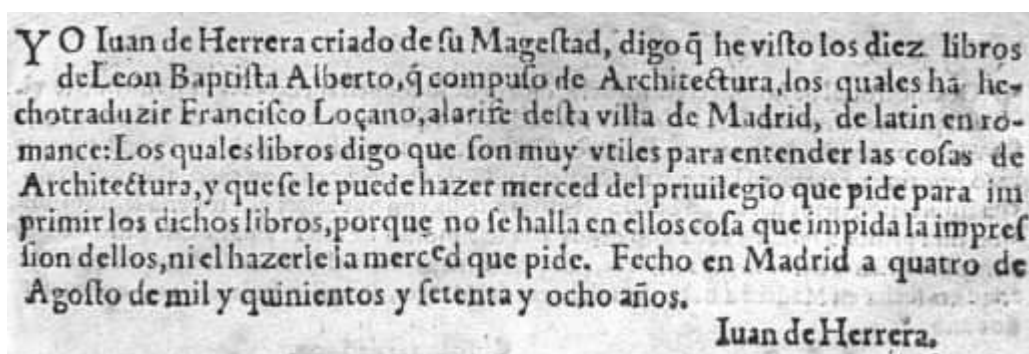 YO Iuan de Herrera criado de ſu Mageſtad, digo q̃ he viſto los diez libros
de Leon Baptiſta Alberto, q̃ compuſo de Architectura, los quales hã he-
chotraduzir Franciſco Loçano, alarife deſta villa de Madrid, de latin en ro-
mance: Los quales libros digo que ſon muy vtiles para entender las coſas de
Architectura, y que ſe le puede hazer merced del priuilegio que pide para im
primir los dichos libros, porque no ſe halla en ellos coſa que impida la impreſ
ſion dellos, ni el hazerle la merced que pide. Fecho en Madrid a quatro de
Agoſto de mil y quinientos y ſetenta y ocho años.
Iuan de Herrera.